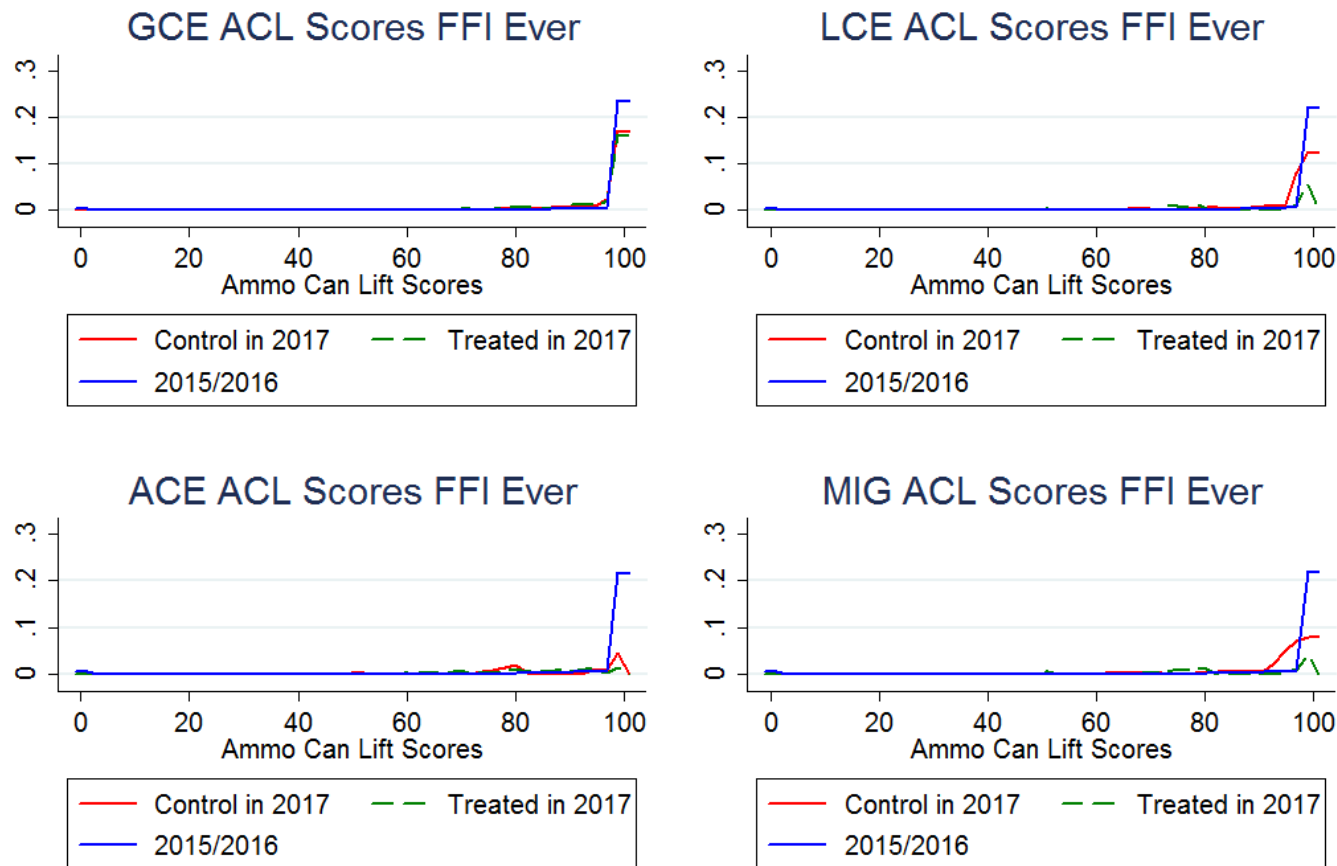 GCE ACL Scores FFI Ever
.3
.2
.1
0
0 20 40 60 80 100
Ammo Can Lift Scores
Control in 2017 Treated in 2017
2015/2016
LCE ACL Scores FFI Ever
.3
.2
.1
0
0 20 40 60 80 100
Ammo Can Lift Scores
Control in 2017 Treated in 2017
2015/2016
ACE ACL Scores FFI Ever
.3
.2
.1
0
0 20 40 60 80 100
Ammo Can Lift Scores
Control in 2017 Treated in 2017
2015/2016
MIG ACL Scores FFI Ever
.3
.2
.1
0
0 20 40 60 80 100
Ammo Can Lift Scores
Control in 2017 Treated in 2017
2015/2016